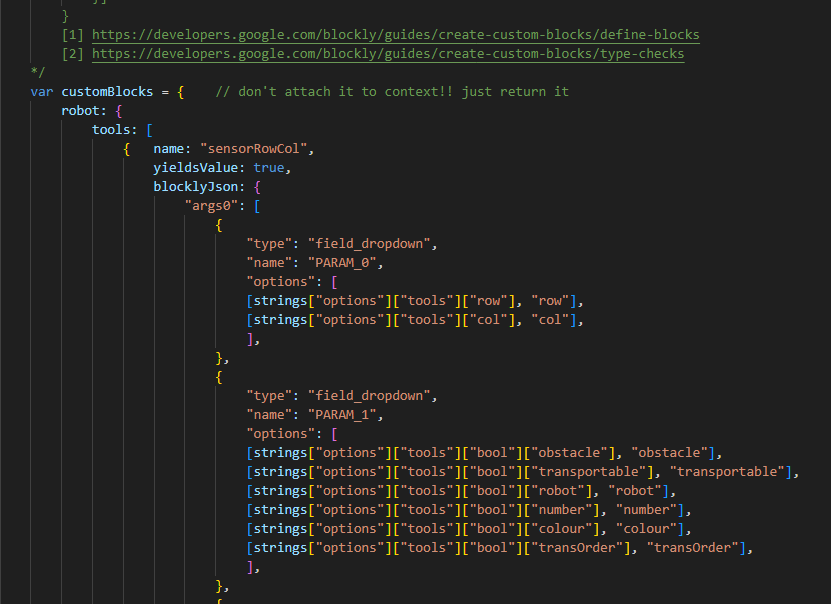 }
[1] https://developers.google.com/blockly/guides/create-custom-blocks/define-blocks
[2] https://developers.google.com/blockly/guides/create-custom-blocks/type-checks
*/
var customBlocks = {    // don't attach it to context!! just return it
robot: {
tools: [
{   name: "sensorRowCol",
yieldsValue: true,
blocklyJson: {
"args0": [
{
"type": "field_dropdown",
"name": "PARAM_0",
"options": [
[strings["options"]["tools"]["row"], "row"],
[strings["options"]["tools"]["col"], "col"],
],
},
{
"type": "field_dropdown",
"name": "PARAM_1",
"options": [
[strings["options"]["tools"]["bool"]["obstacle"], "obstacle"],
[strings["options"]["tools"]["bool"]["transportable"], "transportable"],
[strings["options"]["tools"]["bool"]["robot"], "robot"],
[strings["options"]["tools"]["bool"]["number"], "number"],
[strings["options"]["tools"]["bool"]["colour"], "colour"],
[strings["options"]["tools"]["bool"]["transOrder"], "transOrder"],
],
},